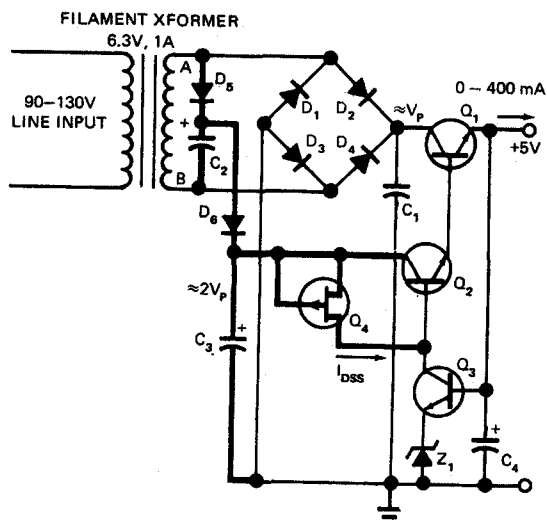 FILAMENT XFORMER
6.3V, 1A
90–130V
LINE INPUT
A
B
D5
+
C2
D1
D2
D3
D4
≈VP
0 – 400 mA
Q1
+5V
D6
C1
≈2VP
Q2
Q4
C3
+
IDSS
Q3
Z1
+
C4